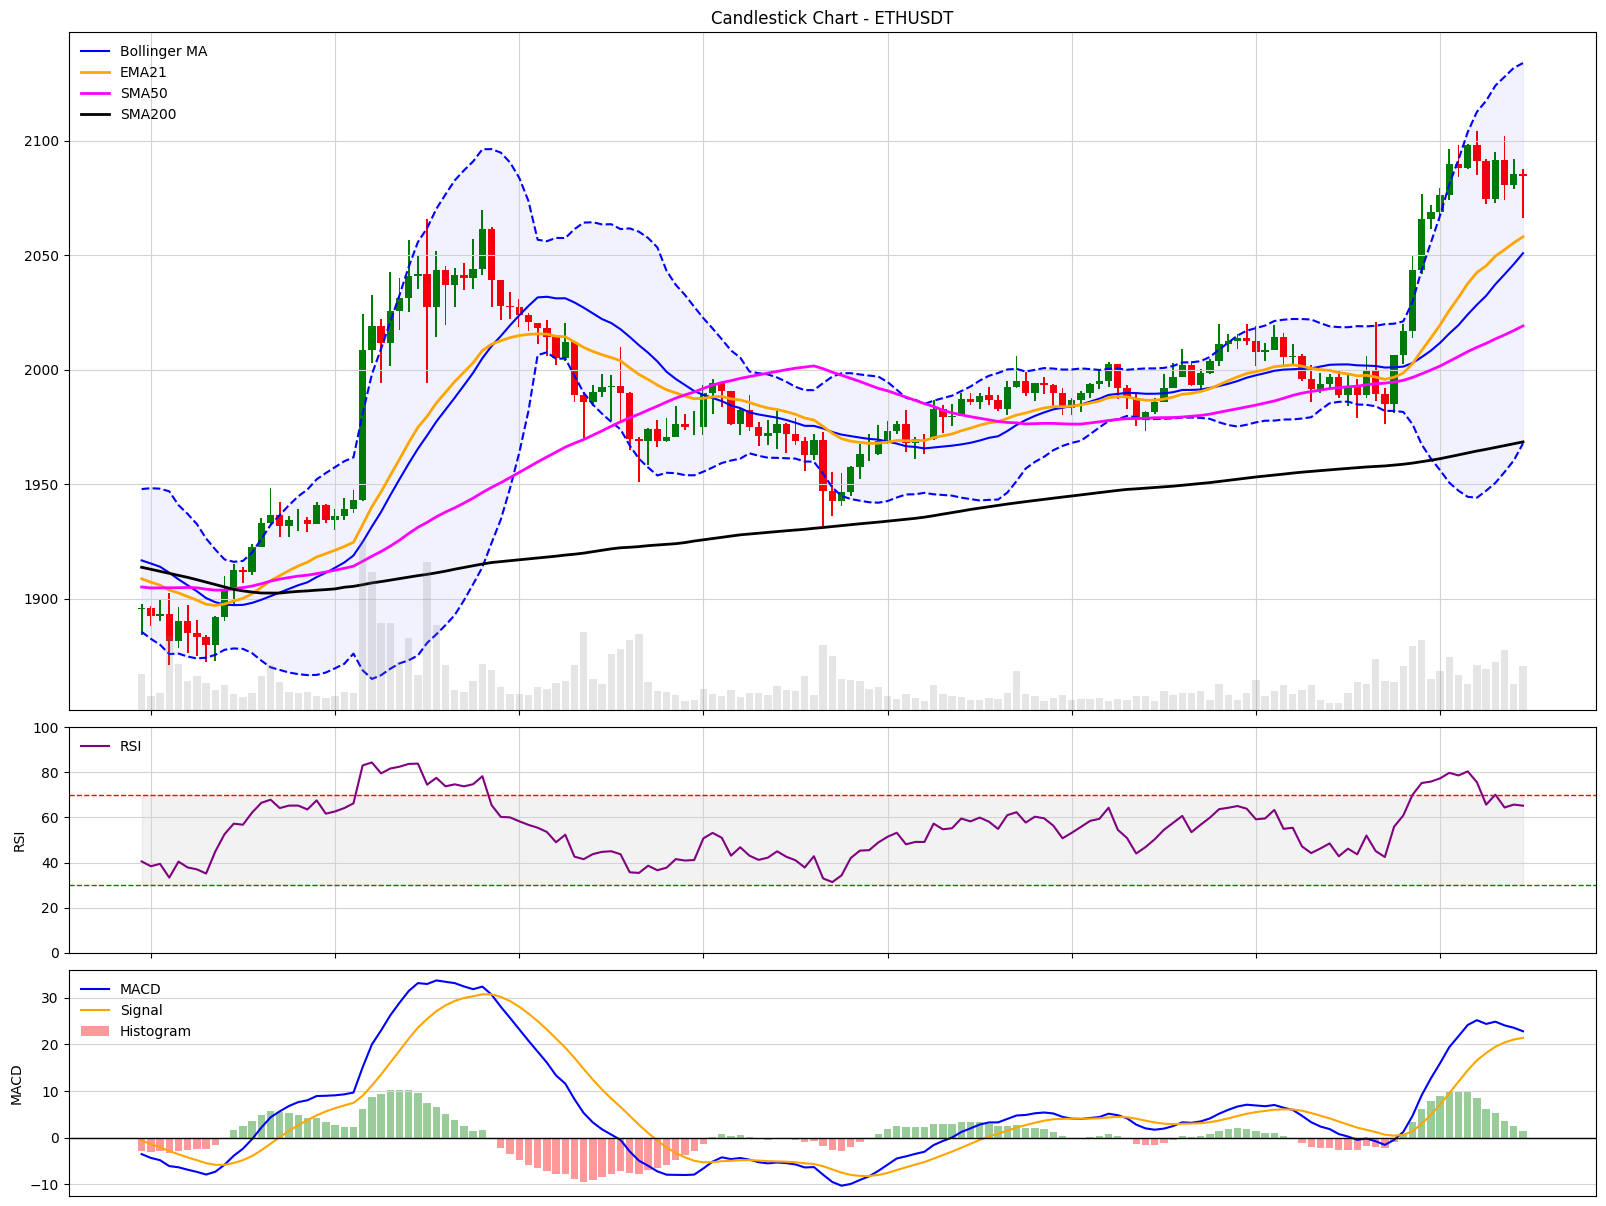 Candlestick Chart - ETHUSDT
Bollinger MA
EMA21
SMA50
SMA200
2100
2050
2000
1950
1900
RSI
100
80
60
40
20
0
RSI
MACD
Signal
Histogram
30
20
10
0
−10
MACD